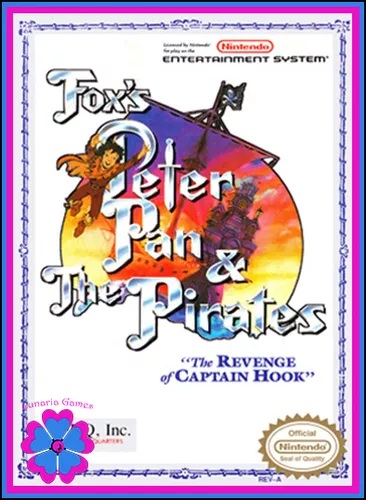 Licensed by Nintendo®
for play on the
Nintendo
ENTERTAINMENT SYSTEM®
Fox's
Peter
Pan &
The Pirates
"The REVENGE
of CAPTAIN HOOK"
Lunaria Games
Q, Inc.
QUARTERS
Official
Nintendo
Seal of Quality
REV-A